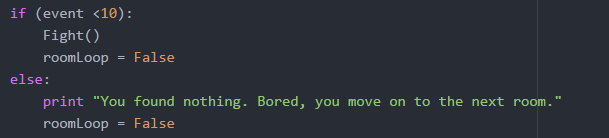 if (event <10):
    Fight()
    roomLoop = False
else:
    print "You found nothing. Bored, you move on to the next room."
    roomLoop = False